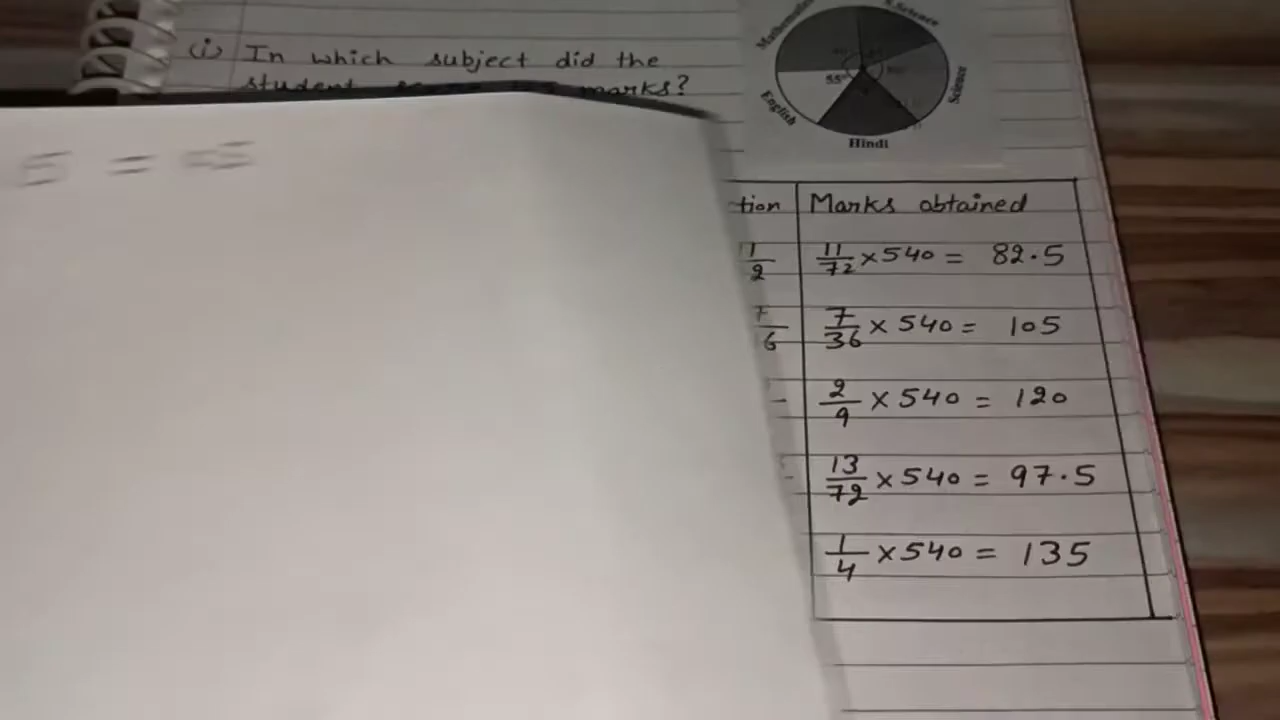 (i) In which subject did the
student marks?
Mathematics
S.Science
Science
English
55°
Hindi
tion
Marks obtained
11/72 × 540 = 82.5
7/36 × 540 = 105
2/9 × 540 = 120
13/72 × 540 = 97.5
1/4 × 540 = 135